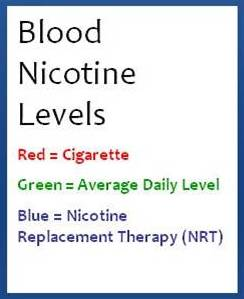 Blood
Nicotine
Levels
Red = Cigarette
Green = Average Daily Level
Blue = Nicotine
Replacement Therapy (NRT)